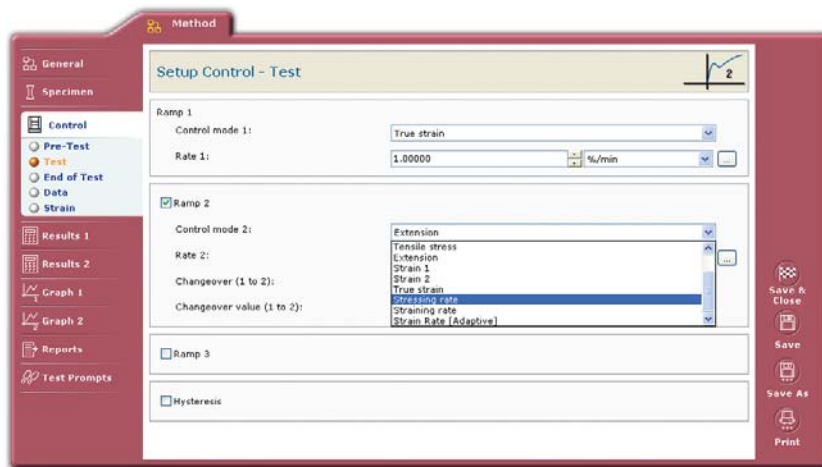 Method
General
Specimen
Control
Pre-Test
Test
End of Test
Data
Strain
Results 1
Results 2
Graph 1
Graph 2
Reports
Test Prompts
Setup Control - Test
2
Ramp 1
Control mode 1:
True strain
Rate 1:
1.00000
%/min
...
Ramp 2
Control mode 2:
Extension
Rate 2:
...
Changeover (1 to 2):
Changeover value (1 to 2):
Tensile stress
Extension
Strain 1
Strain 2
True strain
Stressing rate
Straining rate
Strain Rate [Adaptive]
Ramp 3
Hysteresis
Save &
Close
Save
Save As
Print